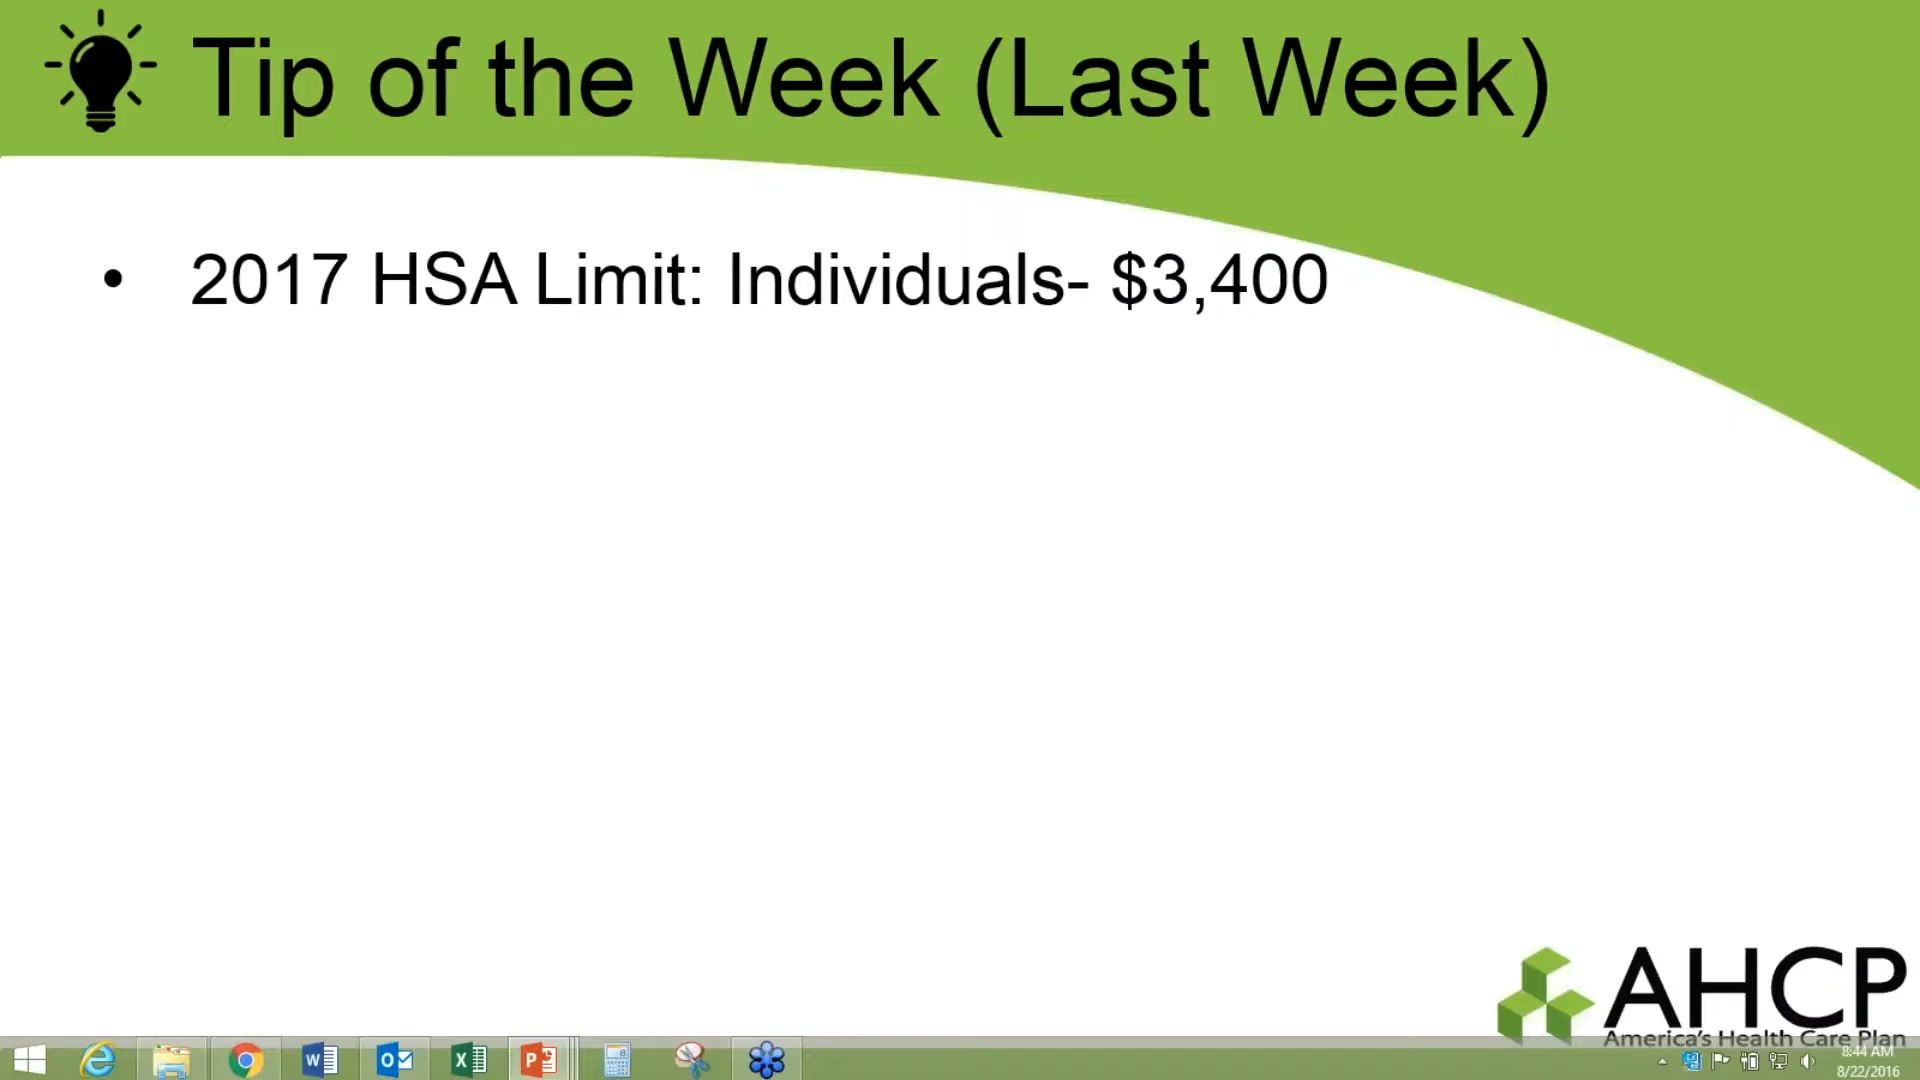 Tip of the Week (Last Week)
• 2017 HSA Limit: Individuals- $3,400
AHCP
America's Health Care Plan
8:44 AM
8/22/2016